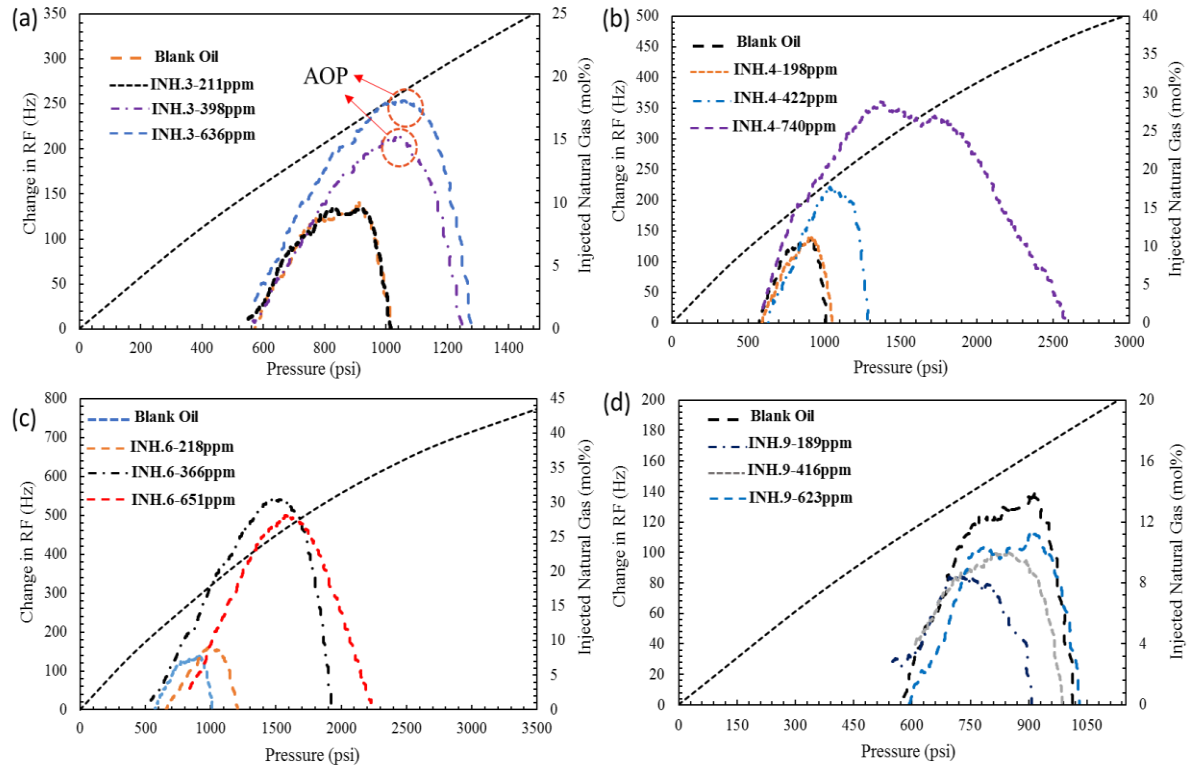 (a)
350
300
250
200
150
100
50
0
Change in RF (Hz)
Blank Oil
INH.3-211ppm
INH.3-398ppm
INH.3-636ppm
AOP
25
20
15
10
5
0
Injected Natural Gas (mol%)
0 200 400 600 800 1000 1200 1400
Pressure (psi)
(b)
500
450
400
350
300
250
200
150
100
50
0
Change in RF (Hz)
Blank Oil
INH.4-198ppm
INH.4-422ppm
INH.4-740ppm
40
35
30
25
20
15
10
5
0
Injected Natural Gas (mol%)
0 500 1000 1500 2000 2500 3000
Pressure (psi)
(c)
800
700
600
500
400
300
200
100
0
Change in RF (Hz)
Blank Oil
INH.6-218ppm
INH.6-366ppm
INH.6-651ppm
45
40
35
30
25
20
15
10
5
0
Injected Natural Gas (mol%)
0 500 1000 1500 2000 2500 3000 3500
Pressure (psi)
(d)
200
180
160
140
120
100
80
60
40
20
0
Change in RF (Hz)
Blank Oil
INH.9-189ppm
INH.9-416ppm
INH.9-623ppm
20
16
12
8
4
0
Injected Natural Gas (mol%)
0 150 300 450 600 750 900 1050
Pressure (psi)